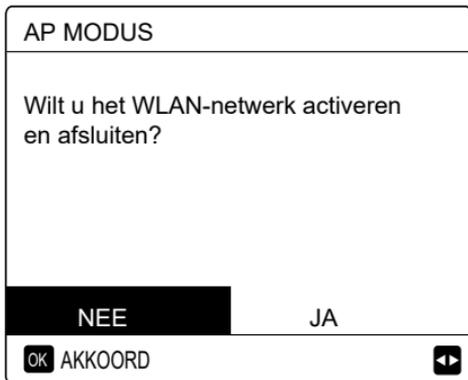 AP MODUS
Wilt u het WLAN-netwerk activeren
en afsluiten?
NEE JA
OK AKKOORD